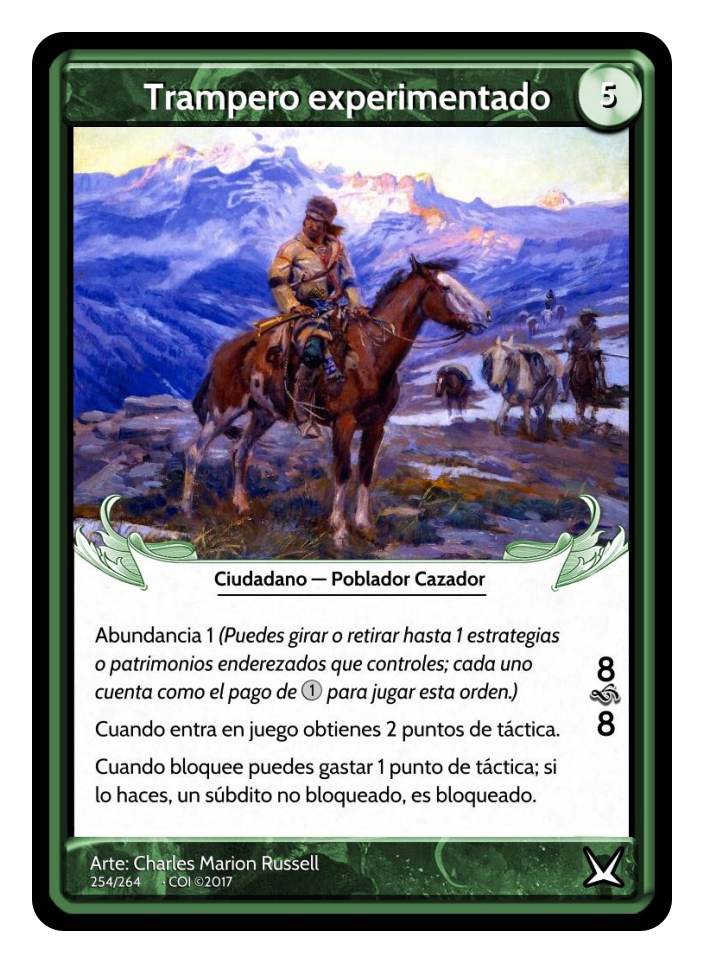 Trampero experimentado
5
Ciudadano — Poblador Cazador
Abundancia 1 (Puedes girar o retirar hasta 1 estrategias
o patrimonios enderezados que controles; cada uno
cuenta como el pago de 1 para jugar esta orden.)
Cuando entra en juego obtienes 2 puntos de táctica.
Cuando bloquee puedes gastar 1 punto de táctica; si
lo haces, un súbdito no bloqueado, es bloqueado.
8
8
Arte: Charles Marion Russell
254/264 · COI ©2017